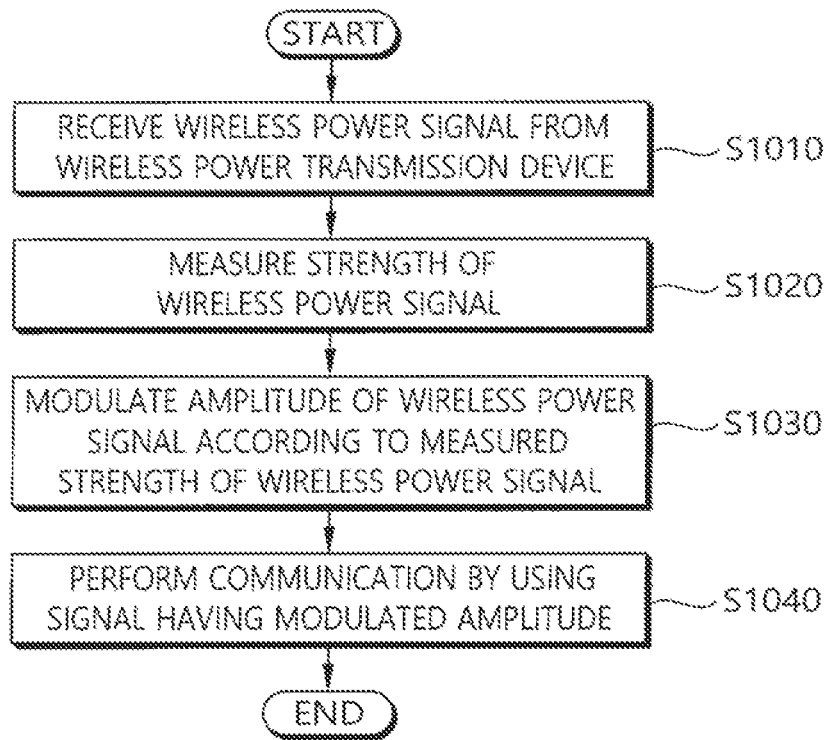 START
RECEIVE WIRELESS POWER SIGNAL FROM
WIRELESS POWER TRANSMISSION DEVICE
S1010
MEASURE STRENGTH OF
WIRELESS POWER SIGNAL
S1020
MODULATE AMPLITUDE OF WIRELESS POWER
SIGNAL ACCORDING TO MEASURED
STRENGTH OF WIRELESS POWER SIGNAL
S1030
PERFORM COMMUNICATION BY USING
SIGNAL HAVING MODULATED AMPLITUDE
S1040
END